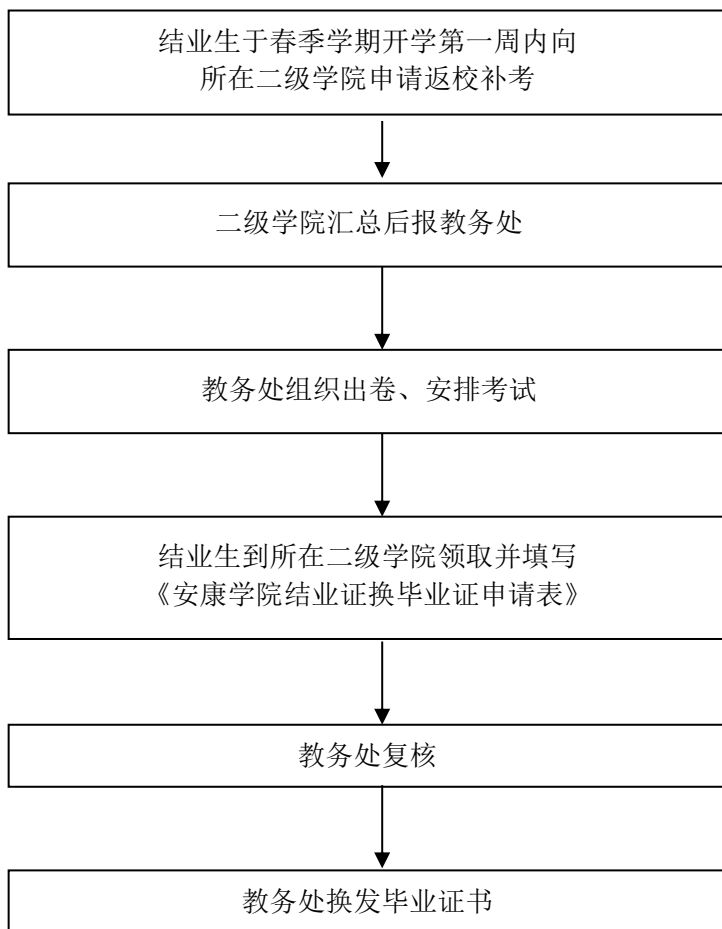 结业生于春季学期开学第一周内向
所在二级学院申请返校补考
二级学院汇总后报教务处
教务处组织出卷、安排考试
结业生到所在二级学院领取并填写
《安康学院结业证换毕业证申请表》
教务处复核
教务处换发毕业证书